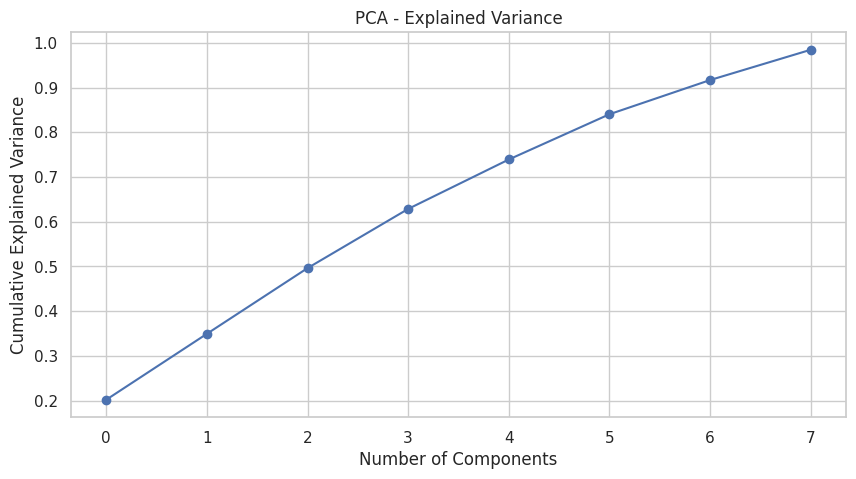 PCA - Explained Variance
Cumulative Explained Variance
1.0
0.9
0.8
0.7
0.6
0.5
0.4
0.3
0.2
0 1 2 3 4 5 6 7
Number of Components